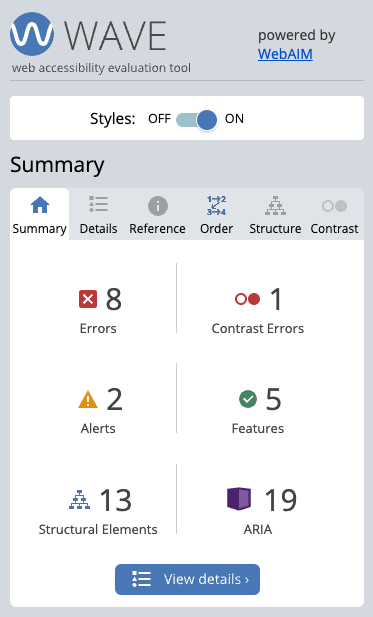 WAVE
web accessibility evaluation tool
powered by
WebAIM
Styles: OFF ON
Summary
Summary Details Reference Order Structure Contrast
8
Errors
1
Contrast Errors
2
Alerts
5
Features
13
Structural Elements
19
ARIA
View details ›